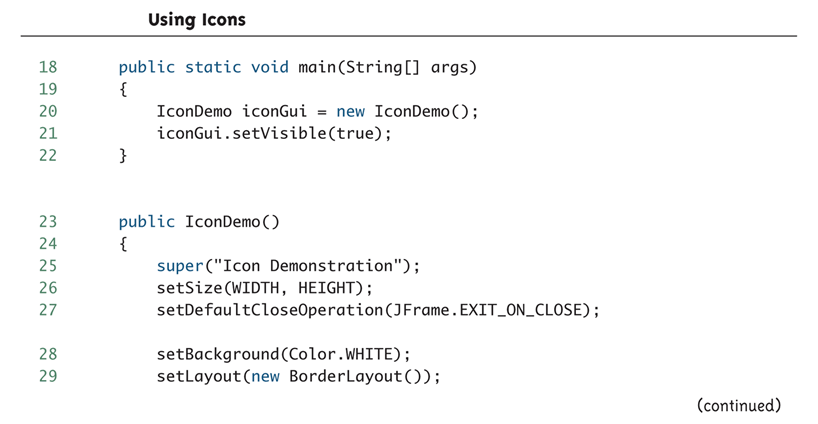 Using Icons
18 public static void main(String[] args)
19 {
20 IconDemo iconGui = new IconDemo();
21 iconGui.setVisible(true);
22 }
23 public IconDemo()
24 {
25 super("Icon Demonstration");
26 setSize(WIDTH, HEIGHT);
27 setDefaultCloseOperation(JFrame.EXIT_ON_CLOSE);
28 setBackground(Color.WHITE);
29 setLayout(new BorderLayout());
(continued)